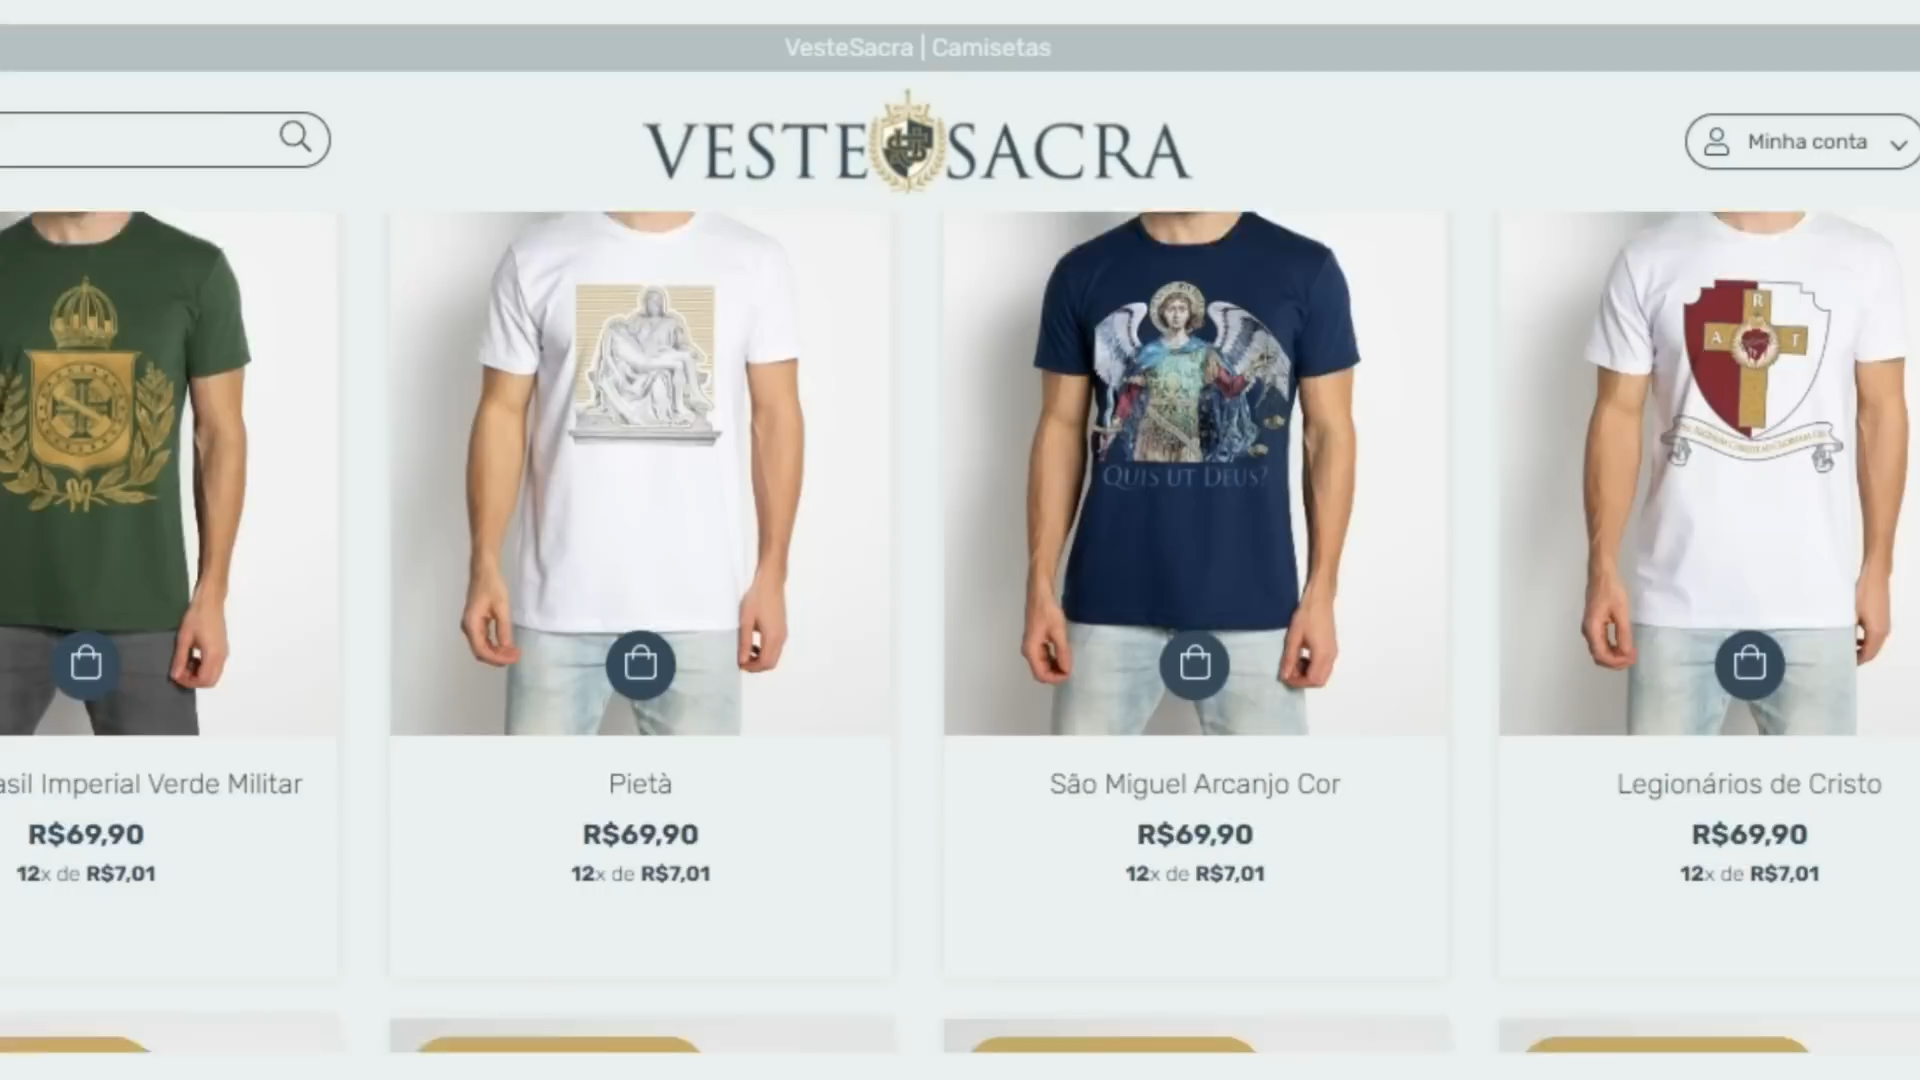 VesteSacra | Camisetas
VESTE SACRA
Minha conta
QUIS UT DEUS?
R
A T
asil Imperial Verde Militar
Pietà
São Miguel Arcanjo Cor
Legionários de Cristo
R$69,90
R$69,90
R$69,90
R$69,90
12x de R$7,01
12x de R$7,01
12x de R$7,01
12x de R$7,01